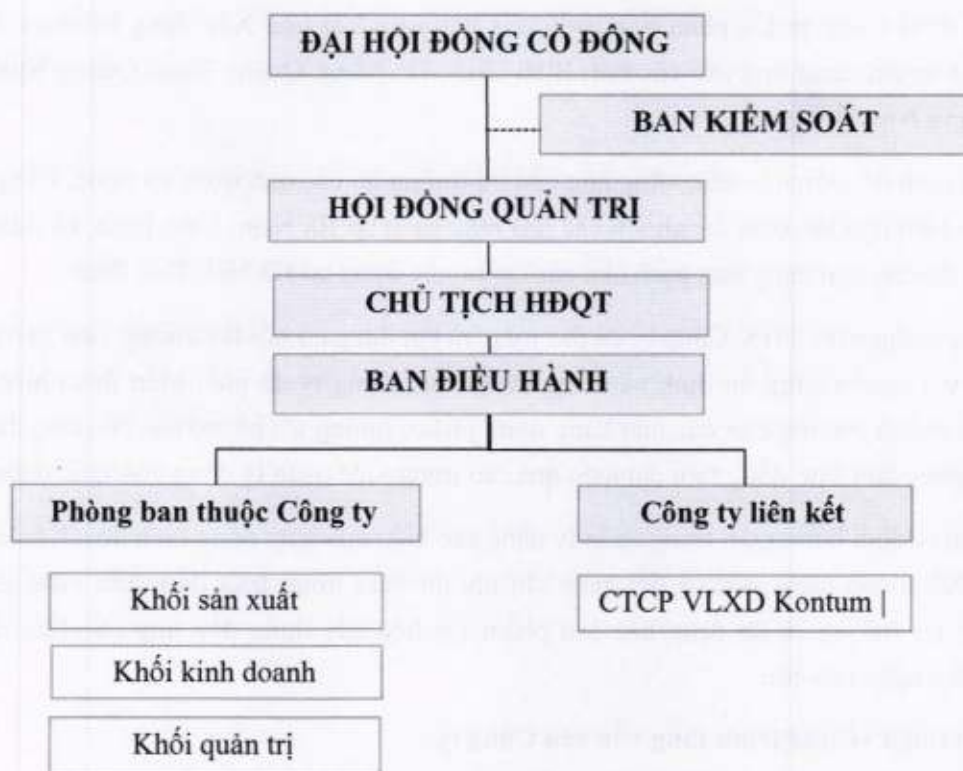 ĐẠI HỘI ĐỒNG CỔ ĐÔNG
BAN KIỂM SOÁT
HỘI ĐỒNG QUẢN TRỊ
CHỦ TỊCH HĐQT
BAN ĐIỀU HÀNH
Phòng ban thuộc Công ty
Công ty liên kết
Khối sản xuất
CTCP VLXD Kontum
Khối kinh doanh
Khối quản trị